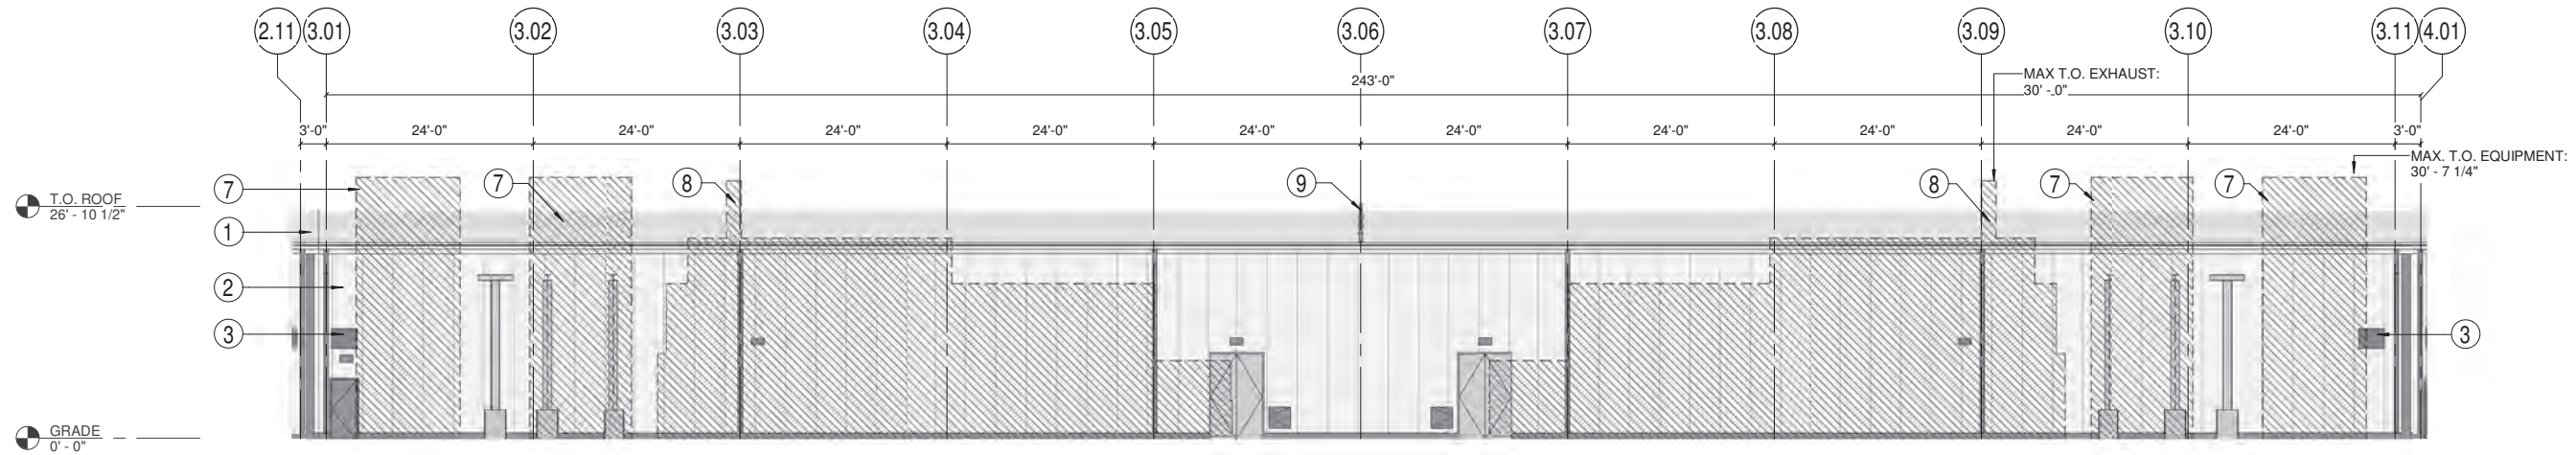 2.11 3.01 3.02 3.03 3.04 3.05 3.06 3.07 3.08 3.09 3.10 3.11 4.01
243'-0"
MAX T.O. EXHAUST:
30' - 0"
3'-0" 24'-0" 24'-0" 24'-0" 24'-0" 24'-0" 24'-0" 24'-0" 24'-0" 24'-0" 24'-0" 3'-0"
MAX. T.O. EQUIPMENT:
30' - 7 1/4"
7 7 8 9 8 7 7
T.O. ROOF
26' - 10 1/2"
1
2
3 3
GRADE
0' - 0"